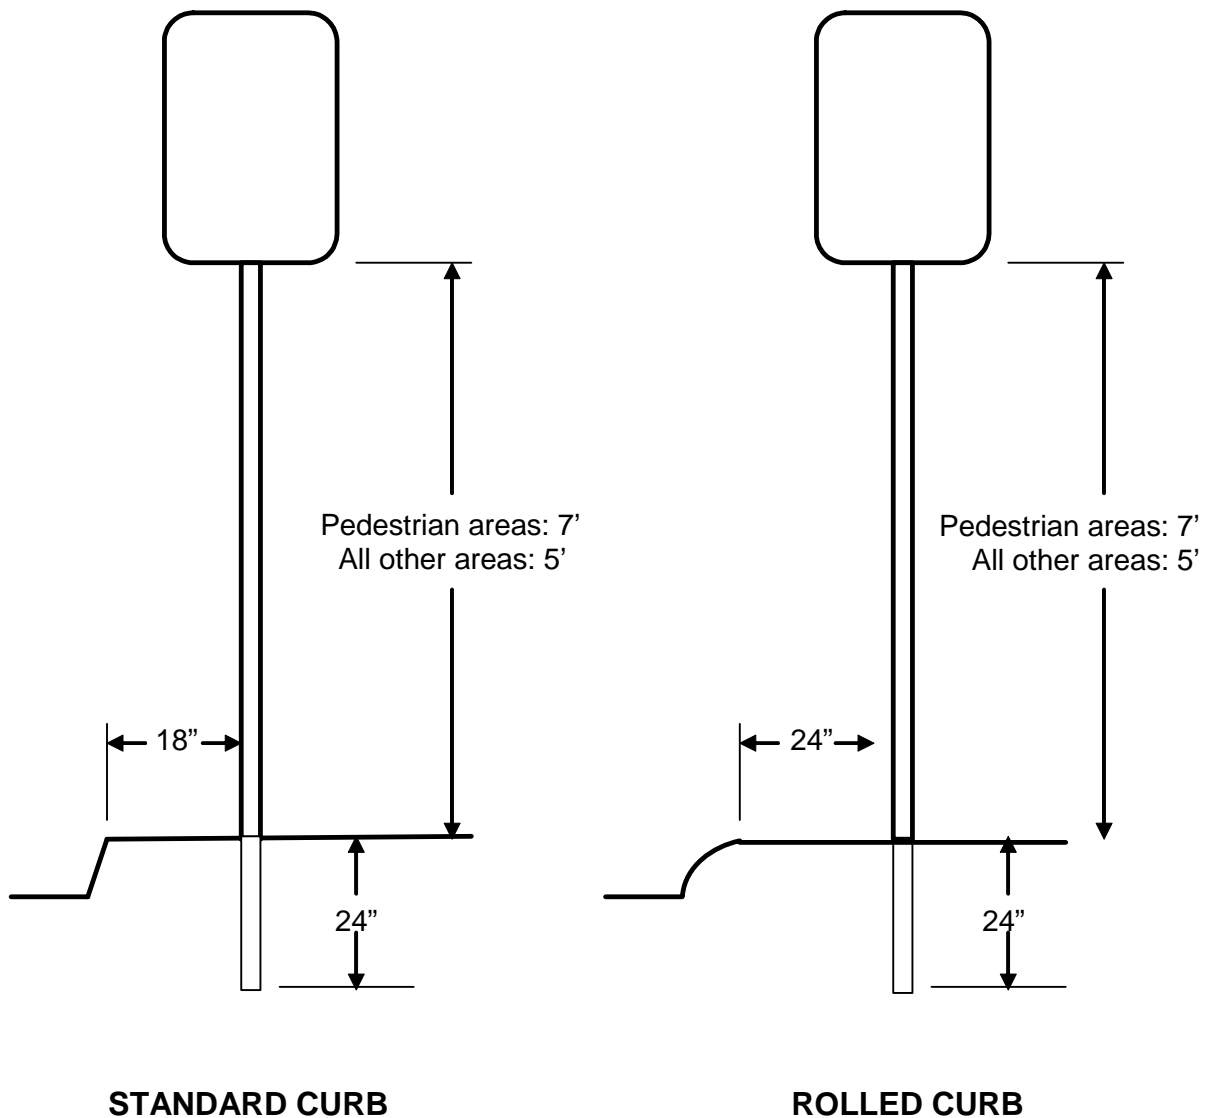 Pedestrian areas: 7’
All other areas: 5’
18”
24”
STANDARD CURB
Pedestrian areas: 7’
All other areas: 5’
24”
24”
ROLLED CURB